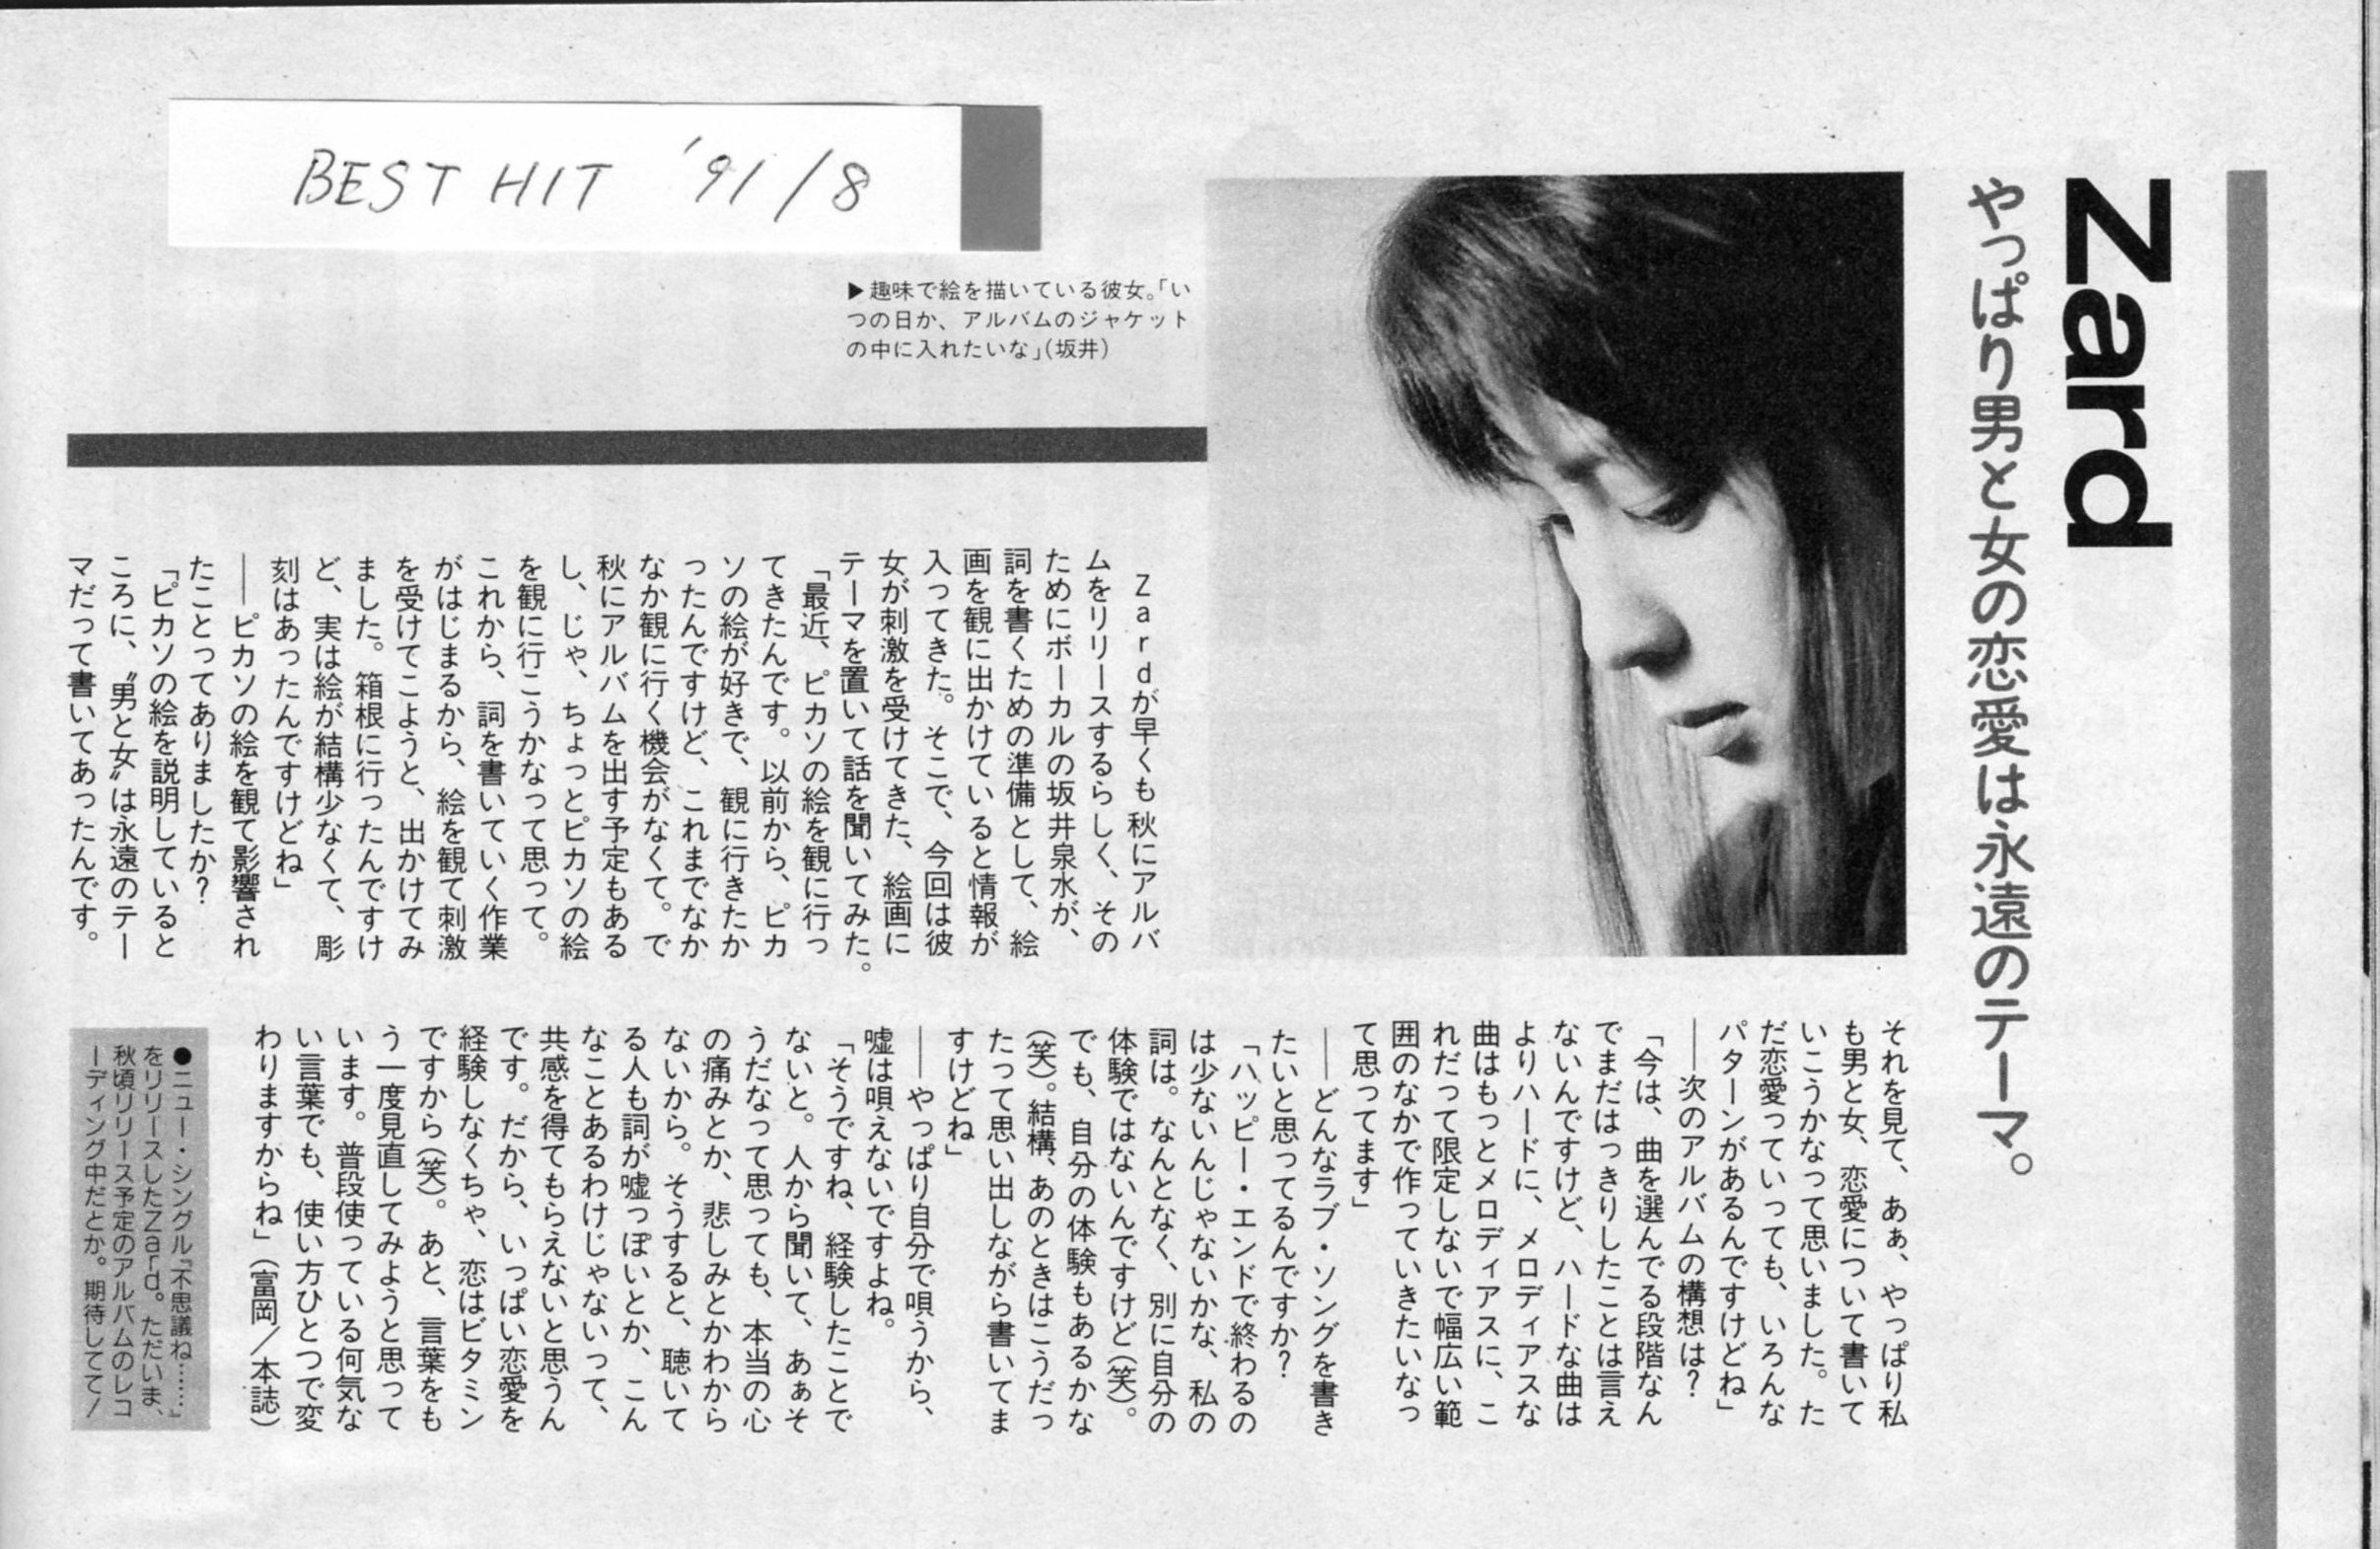 BEST HIT '91/8
Zard
やっぱり男と女の恋愛は永遠のテーマ。
▶趣味で絵を描いている彼女。「い
つの日か、アルバムのジャケット
の中に入れたいな」(坂井)
Zardが早くも秋にアルバ
ムをリリースするらしく、その
ためにボーカルの坂井泉水が、
詞を書くための準備として、絵
画を観に出かけていると情報が
入ってきた。そこで、今回は彼
女が刺激を受けてきた、絵画に
テーマを置いて話を聞いてみた。
「最近、ピカソの絵を観に行っ
てきたんです。以前から、ピカ
ソの絵が好きで、観に行きたか
ったんですけど、これまでなか
なか観に行く機会がなくて。で
秋にアルバムを出す予定もある
し、じゃ、ちょっとピカソの絵
を観に行こうかなって思って。
これから、詞を書いていく作業
がはじまるから、絵を観て刺激
を受けてこようと、出かけてみ
ました。箱根に行ったんですけ
ど、実は絵が結構少なくて、彫
刻はあったんですけどね」
──ピカソの絵を観て影響され
たことってありましたか?
「ピカソの絵を説明していると
ころに、〝男と女〟は永遠のテー
マだって書いてあったんです。
それを見て、あぁ、やっぱり私
も男と女、恋愛について書いて
いこうかなって思いました。た
だ恋愛っていっても、いろんな
パターンがあるんですけどね」
──次のアルバムの構想は?
「今は、曲を選んでる段階なん
でまだはっきりしたことは言え
ないんですけど、ハードな曲は
よりハードに、メロディアスな
曲はもっとメロディアスに、こ
れだって限定しないで幅広い範
囲のなかで作っていきたいなっ
て思ってます」
──どんなラブ・ソングを書き
たいと思ってるんですか?
「ハッピー・エンドで終わるの
は少ないんじゃないかな、私の
詞は。なんとなく、別に自分の
体験ではないんですけど(笑)。
でも、自分の体験もあるかな
(笑)。結構、あのときはこうだっ
たって思い出しながら書いてま
すけどね」
──やっぱり自分で唄うから、
嘘は唄えないですよね。
「そうですね、経験したことで
ないと。人から聞いて、あぁそ
うだなって思っても、本当の心
の痛みとか、悲しみとかわから
ないから。そうすると、聴いて
る人も詞が嘘っぽいとか、こん
なことあるわけじゃないって、
共感を得てもらえないと思うん
です。だから、いっぱい恋愛を
経験しなくちゃ、恋はビタミン
ですから(笑)。あと、言葉をも
う一度見直してみようと思って
います。普段使っている何気な
い言葉でも、使い方ひとつで変
わりますからね」(富岡/本誌)
●ニュー・シングル『不思議ね……』
をリリースしたZard。ただいま、
秋頃リリース予定のアルバムのレコ
ーディング中だとか。期待してて!